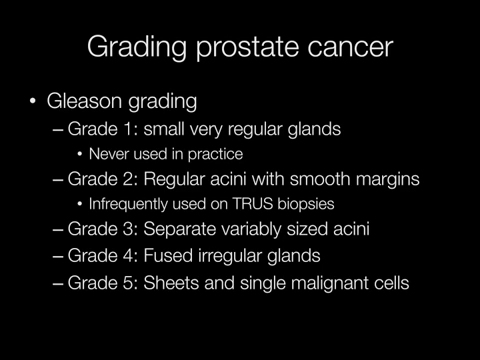 Grading prostate cancer
• Gleason grading
– Grade 1: small very regular glands
• Never used in practice
– Grade 2: Regular acini with smooth margins
• Infrequently used on TRUS biopsies
– Grade 3: Separate variably sized acini
– Grade 4: Fused irregular glands
– Grade 5: Sheets and single malignant cells